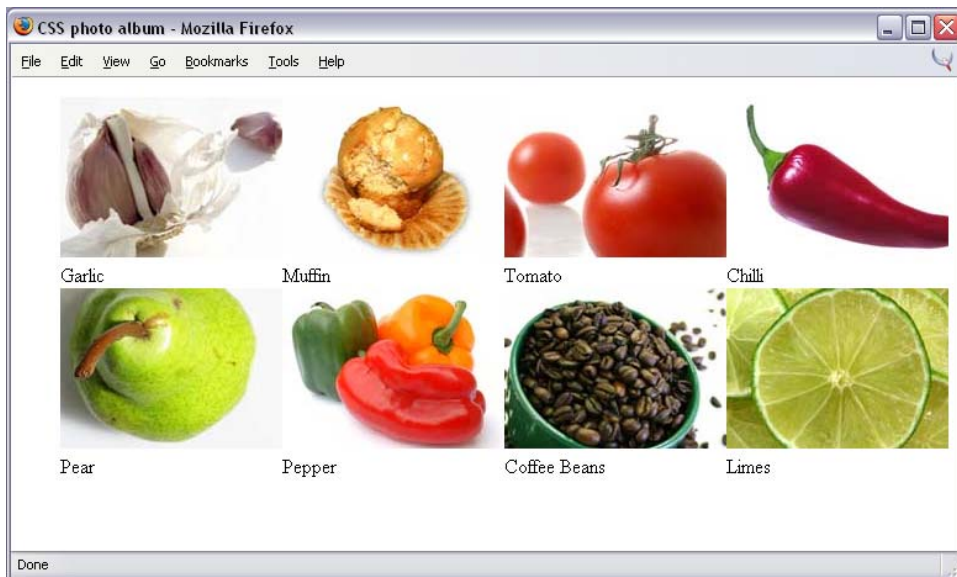 CSS photo album - Mozilla Firefox
File Edit View Go Bookmarks Tools Help
Garlic Muffin Tomato Chilli
Pear Pepper Coffee Beans Limes
Done